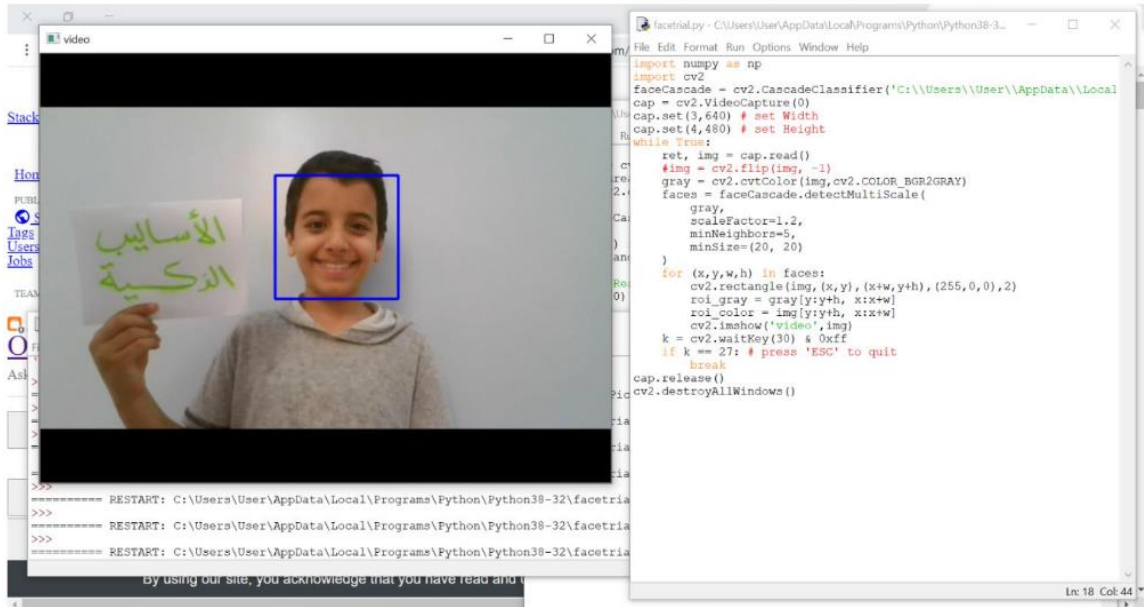 video
الأساليب
الذكية
Stack
Hom
Tags
Users
Jobs
TEAM
Ask
>>>
========== RESTART: C:\Users\User\AppData\Local\Programs\Python\Python38-32\facetria
>>>
========== RESTART: C:\Users\User\AppData\Local\Programs\Python\Python38-32\facetria
>>>
========== RESTART: C:\Users\User\AppData\Local\Programs\Python\Python38-32\facetria
By using our site, you acknowledge that you have read and
facetrial.py - C:\Users\User\AppData\Local\Programs\Python\Python38-3...
File Edit Format Run Options Window Help
import numpy as np
import cv2
faceCascade = cv2.CascadeClassifier('C:\\Users\\User\\AppData\\Local
cap = cv2.VideoCapture(0)
cap.set(3,640) # set Width
cap.set(4,480) # set Height
while True:
    ret, img = cap.read()
    #img = cv2.flip(img, -1)
    gray = cv2.cvtColor(img,cv2.COLOR_BGR2GRAY)
    faces = faceCascade.detectMultiScale(
        gray,
        scaleFactor=1.2,
        minNeighbors=5,
        minSize=(20, 20)
    )
    for (x,y,w,h) in faces:
        cv2.rectangle(img,(x,y),(x+w,y+h),(255,0,0),2)
        roi_gray = gray[y:y+h, x:x+w]
        roi_color = img[y:y+h, x:x+w]
        cv2.imshow('video',img)
    k = cv2.waitKey(30) & 0xff
    if k == 27: # press 'ESC' to quit
        break
cap.release()
cv2.destroyAllWindows()
Ln: 18 Col: 44